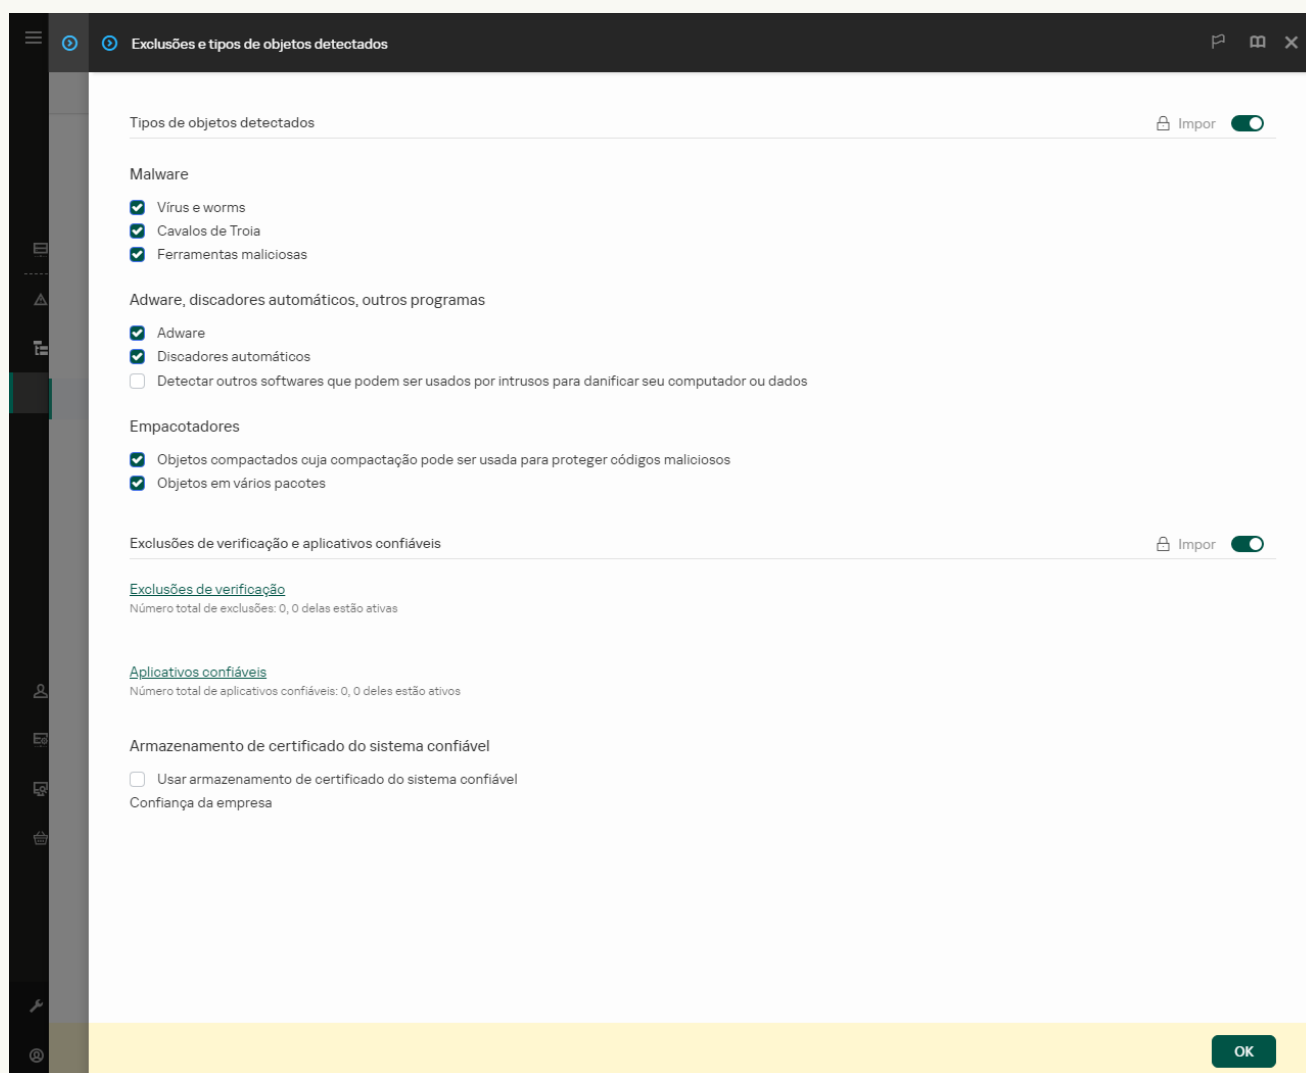 Exclusões e tipos de objetos detectados
Tipos de objetos detectados
Impor
Malware
Vírus e worms
Cavalos de Troia
Ferramentas maliciosas
Adware, discadores automáticos, outros programas
Adware
Discadores automáticos
Detectar outros softwares que podem ser usados por intrusos para danificar seu computador ou dados
Empacotadores
Objetos compactados cuja compactação pode ser usada para proteger códigos maliciosos
Objetos em vários pacotes
Exclusões de verificação e aplicativos confiáveis
Impor
Exclusões de verificação
Número total de exclusões: 0, 0 delas estão ativas
Aplicativos confiáveis
Número total de aplicativos confiáveis: 0, 0 deles estão ativos
Armazenamento de certificado do sistema confiável
Usar armazenamento de certificado do sistema confiável
Confiança da empresa
OK